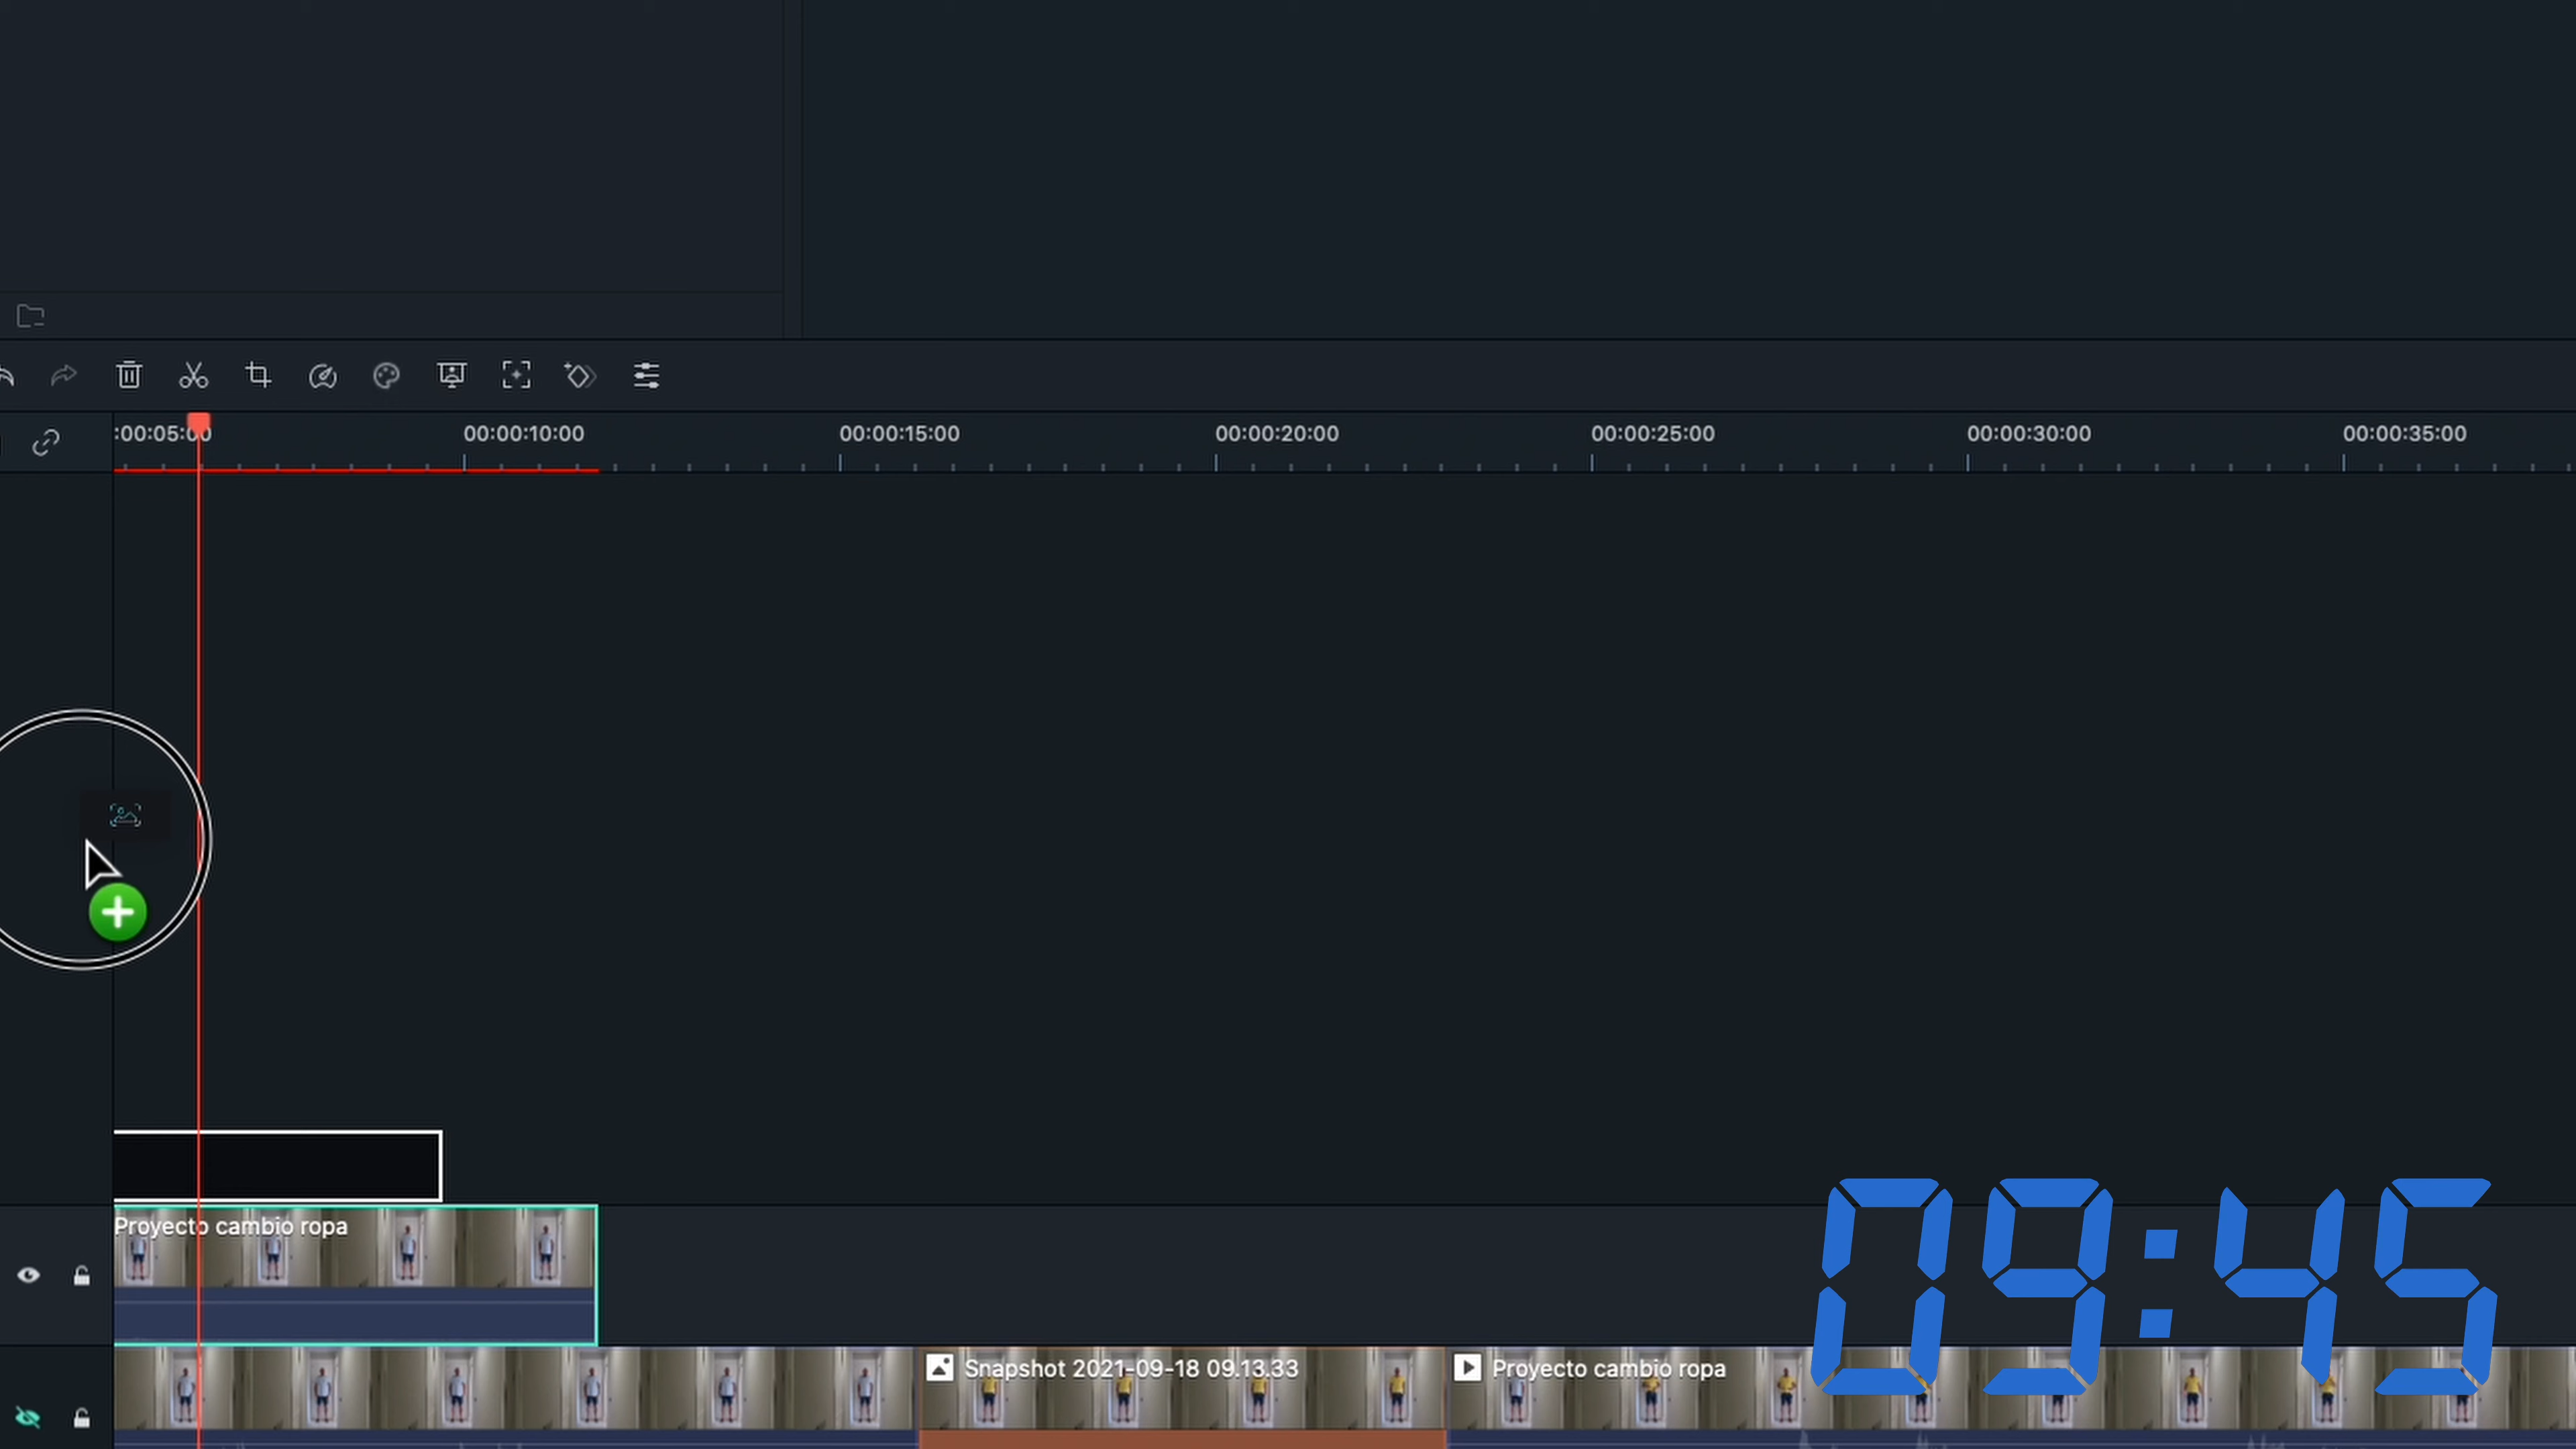 :00:05:00 00:00:10:00 00:00:15:00 00:00:20:00 00:00:25:00 00:00:30:00 00:00:35:00
Proyecto cambio ropa
09:45
Snapshot 2021-09-18 09.13.33 Proyecto cambio ropa